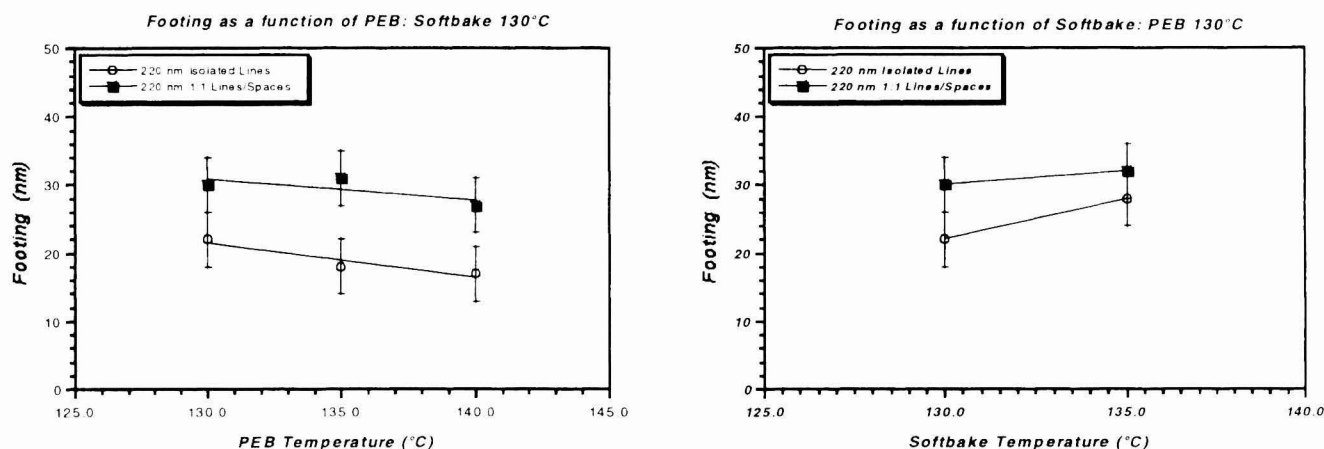 Footing as a function of PEB: Softbake 130°C
50
40
30
20
10
0
Footing (nm)
220 nm Isolated Lines
220 nm 1:1 Lines/Spaces
125.0 130.0 135.0 140.0 145.0
PEB Temperature (°C)
Footing as a function of Softbake: PEB 130°C
50
40
30
20
10
0
Footing (nm)
220 nm Isolated Lines
220 nm 1:1 Lines/Spaces
125.0 130.0 135.0 140.0
Softbake Temperature (°C)